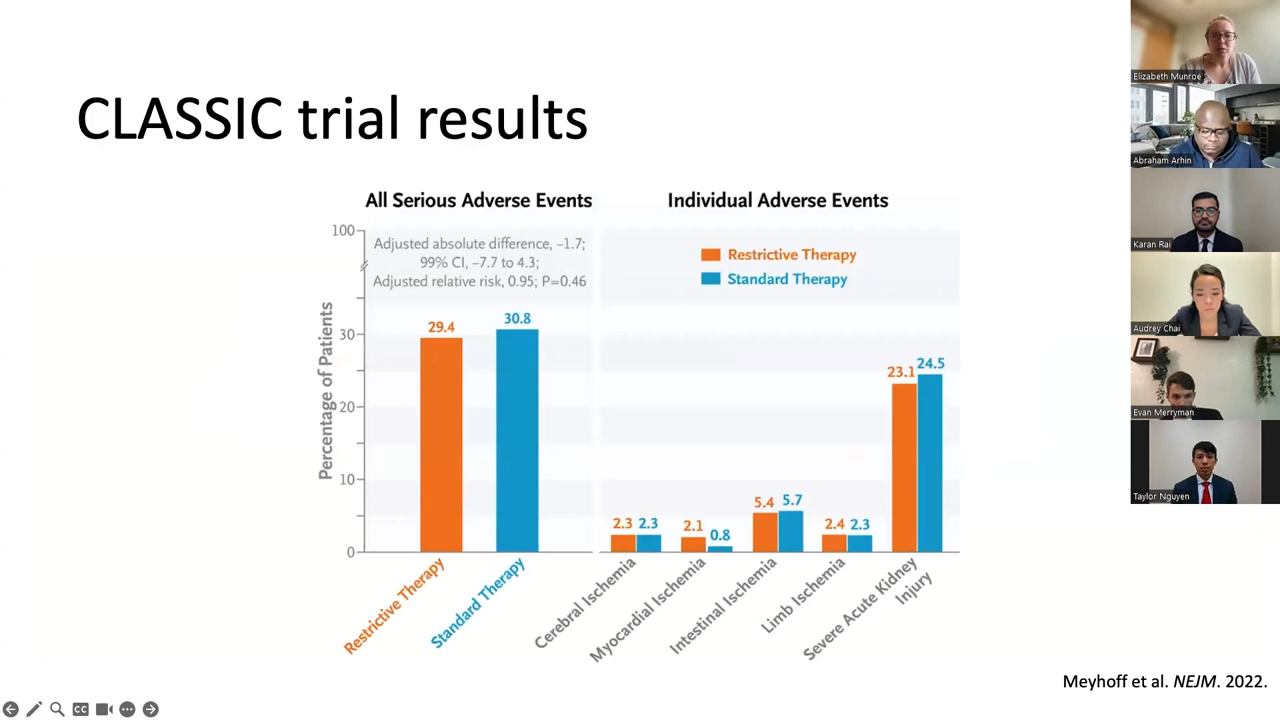 CLASSIC trial results
All Serious Adverse Events
Individual Adverse Events
Adjusted absolute difference, –1.7;
99% CI, –7.7 to 4.3;
Adjusted relative risk, 0.95; P=0.46
Restrictive Therapy
Standard Therapy
Percentage of Patients
100
30
20
10
0
29.4
30.8
2.3
2.3
2.1
0.8
5.4
5.7
2.4
2.3
23.1
24.5
Restrictive Therapy
Standard Therapy
Cerebral Ischemia
Myocardial Ischemia
Intestinal Ischemia
Limb Ischemia
Severe Acute Kidney
Injury
Meyhoff et al. NEJM. 2022.
Elizabeth Munroe
Abraham Arhin
Karan Rai
Audrey Chai
Evan Merryman
Taylor Nguyen
CC